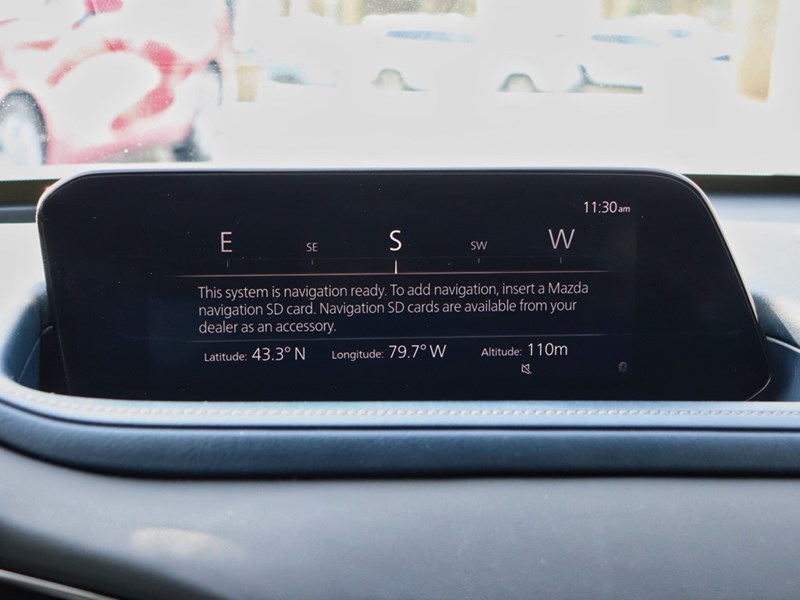 11:30am
E SE S SW W
This system is navigation ready. To add navigation, insert a Mazda
navigation SD card. Navigation SD cards are available from your
dealer as an accessory.
Latitude: 43.3° N Longitude: 79.7° W Altitude: 110m